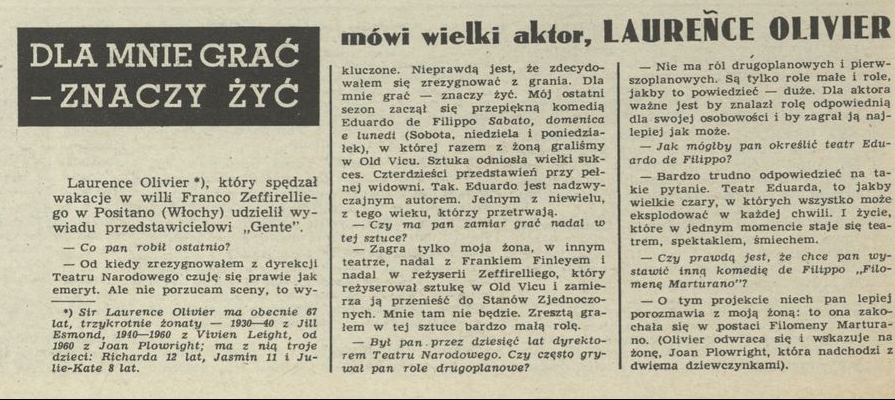 DLA MNIE GRAĆ
– ZNACZY ŻYĆ
mówi wielki aktor, LAUREŃCE OLIVIER
Laurence Olivier *), który spędzał
wakacje w willi Franco Zeffirellie-
go w Positano (Włochy) udzielił wy-
wiadu przedstawicielowi „Gente".
— Co pan robił ostatnio?
— Od kiedy zrezygnowałem z dyrekcji
Teatru Narodowego czuję się prawie jak
emeryt. Ale nie porzucam sceny, to wy-
*) Sir Laurence Olivier ma obecnie 67
lat, trzykrotnie żonaty — 1930—40 z Jill
Esmond, 1940—1960 z Vivien Leight, od
1960 z Joan Plowright; ma z nią troje
dzieci: Richarda 12 lat, Jasmin 11 i Ju-
lie-Kate 8 lat.
kluczone. Nieprawdą jest, że zdecydo-
wałem się zrezygnować z grania. Dla
mnie grać — znaczy żyć. Mój ostatni
sezon zaczął się przepiękną komedią
Eduardo de Filippo Sabato, domenica
e lunedi (Sobota, niedziela i poniedzia-
łek), w której razem z żoną graliśmy
w Old Vicu. Sztuka odniosła wielki suk-
ces. Czterdzieści przedstawień przy peł-
nej widowni. Tak. Eduardo jest nadzwy-
czajnym autorem. Jednym z niewielu,
z tego wieku, którzy przetrwają.
— Czy ma pan zamiar grać nadal w
tej sztuce?
— Zagra tylko moja żona, w innym
teatrze, nadal z Frankiem Finleyem i
nadal w reżyserii Zeffirelliego, który
reżyserował sztukę w Old Vicu i zamie-
rza ją przenieść do Stanów Zjednoczo-
nych. Mnie tam nie będzie. Zresztą gra-
łem w tej sztuce bardzo małą rolę.
— Był pan przez dziesięć lat dyrekto-
rem Teatru Narodowego. Czy często gry-
wał pan role drugoplanowe?
— Nie ma ról drugoplanowych i pierw-
szoplanowych. Są tylko role małe i role,
jakby to powiedzieć — duże. Dla aktora
ważne jest by znalazł rolę odpowiednią
dla swojej osobowości i by zagrał ją naj-
lepiej jak może.
— Jak mógłby pan określić teatr Edu-
ardo de Filippo?
— Bardzo trudno odpowiedzieć na ta-
kie pytanie. Teatr Eduarda, to jakby
wielkie czary, w których wszystko może
eksplodować w każdej chwili. I życie,
które w jednym momencie staje się tea-
trem, spektaklem, śmiechem.
— Czy prawdą jest, że chce pan wy-
stawić inną komedię de Filippo „Filo-
menę Marturano"?
— O tym projekcie niech pan lepiej
porozmawia z moją żoną: to ona zako-
chała się w postaci Filomeny Martura-
no. (Olivier odwraca się i wskazuje na
żonę, Joan Plowright, która nadchodzi z
dwiema dziewczynkami).